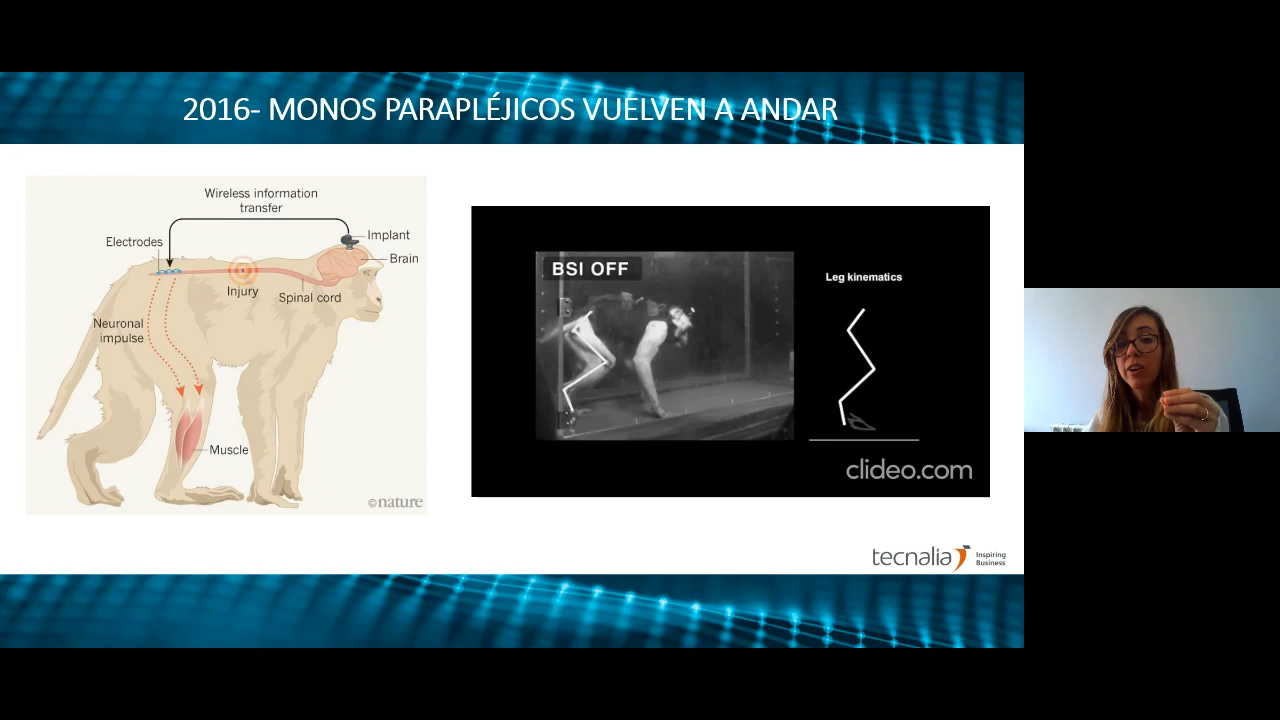 2016- MONOS PARAPLÉJICOS VUELVEN A ANDAR
Wireless information
transfer
Implant
Electrodes
Brain
Injury
Spinal cord
Neuronal
impulse
Muscle
©nature
BSI OFF
Leg kinematics
clideo.com
tecnalia
Inspiring
Business